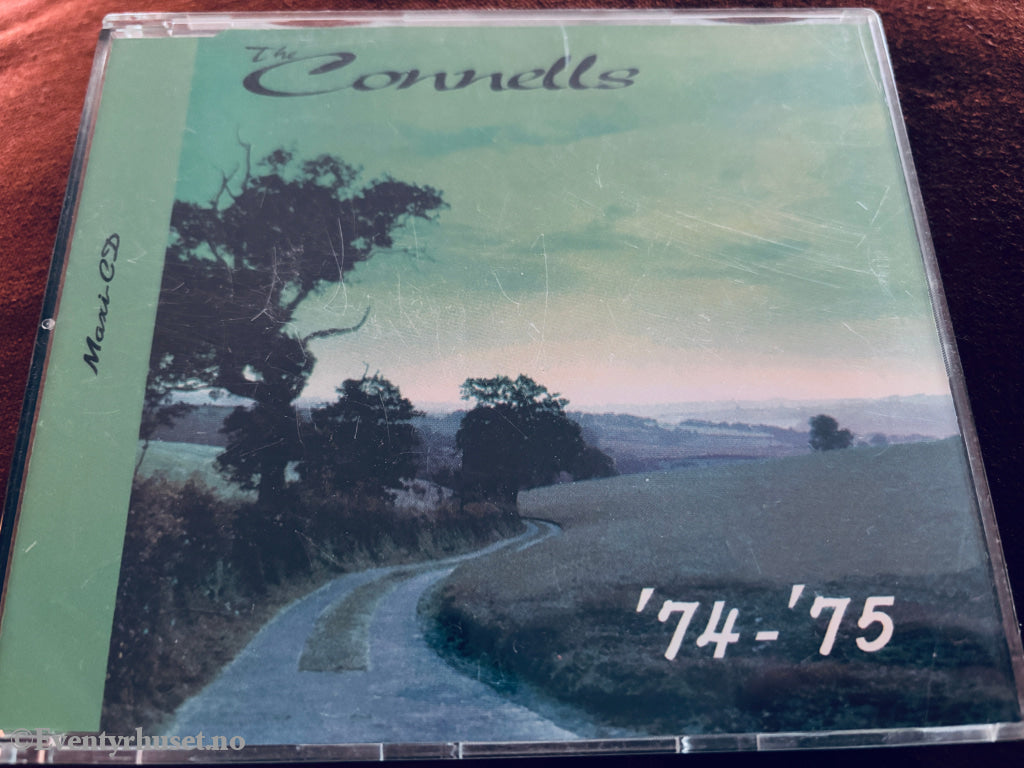 The
Connells
Maxi-CD
'74-'75
©Eventyrhuset.no